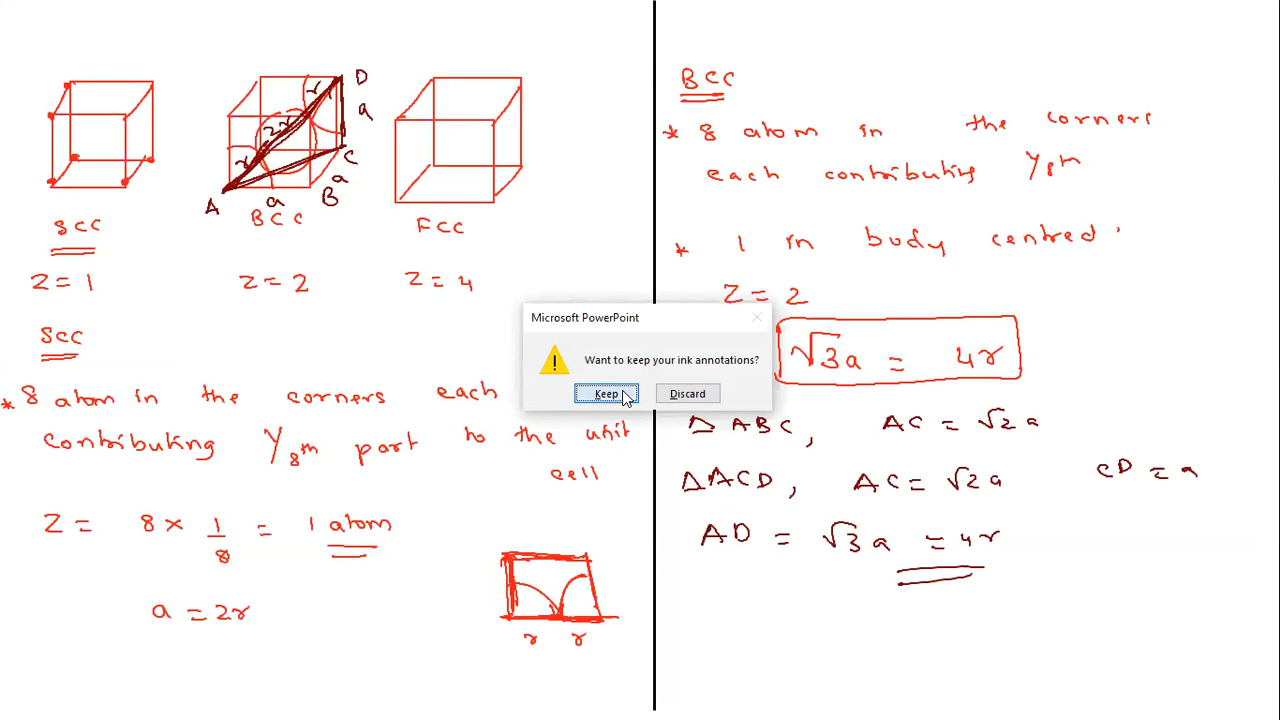 D
r
a
2r
r
C
a
A
a
B
SCC
BCC
FCC
Z = 1
Z = 2
Z = 4
SCC
* 8 atom in the corners each
contributing 1/8th part to the unit
cell
Z = 8 × 1/8 = 1 atom
a = 2r
r r
BCC
* 8 atom in the corners
each contributing 1/8th
* 1 in body centred
Z = 2
√3a = 4r
Δ ABC, AC = √2a
Δ ACD, AC = √2a CD = a
AD = √3a = 4r
Microsoft PowerPoint
Want to keep your ink annotations?
Keep
Discard